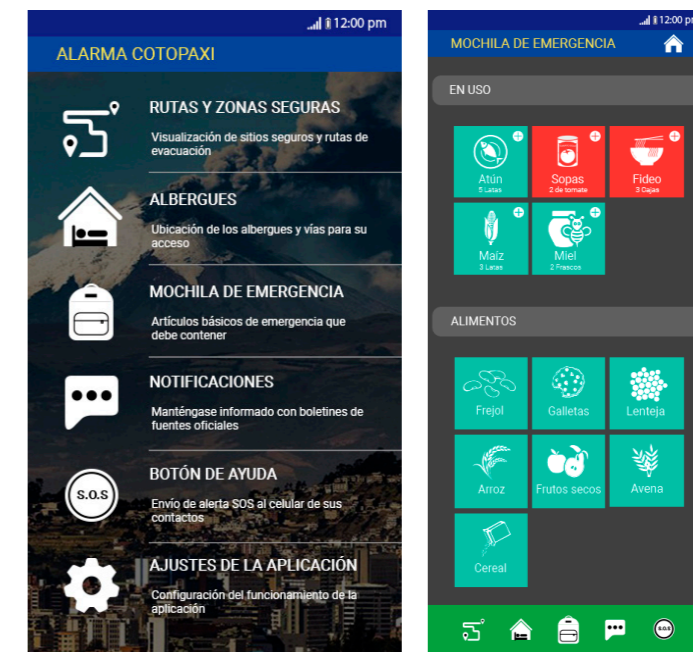 12:00 pm
ALARMA COTOPAXI
RUTAS Y ZONAS SEGURAS
Visualización de sitios seguros y rutas de
evacuación
ALBERGUES
Ubicación de los albergues y vías para su
acceso
MOCHILA DE EMERGENCIA
Artículos básicos de emergencia que
debe contener
NOTIFICACIONES
Manténgase informado con boletines de
fuentes oficiales
S.O.S
BOTÓN DE AYUDA
Envío de alerta SOS al celular de sus
contactos
AJUSTES DE LA APLICACIÓN
Configuración del funcionamiento de la
aplicación
12:00 pm
MOCHILA DE EMERGENCIA
EN USO
Atún
5 Latas
Sopas
2 de tomate
Fideo
3 Cajas
Maíz
3 Latas
Miel
2 Frascos
ALIMENTOS
Frejol
Galletas
Lenteja
Arroz
Frutos secos
Avena
Cereal
S.O.S